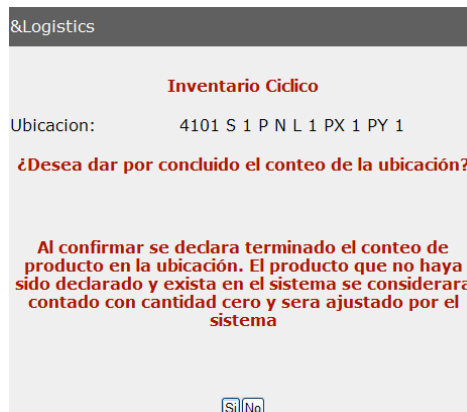 &Logistics
Inventario Ciclico
Ubicacion: 4101 S 1 P N L 1 PX 1 PY 1
¿Desea dar por concluido el conteo de la ubicación?
Al confirmar se declara terminado el conteo de
producto en la ubicación. El producto que no haya
sido declarado y exista en el sistema se considerara
contado con cantidad cero y sera ajustado por el
sistema
Si No